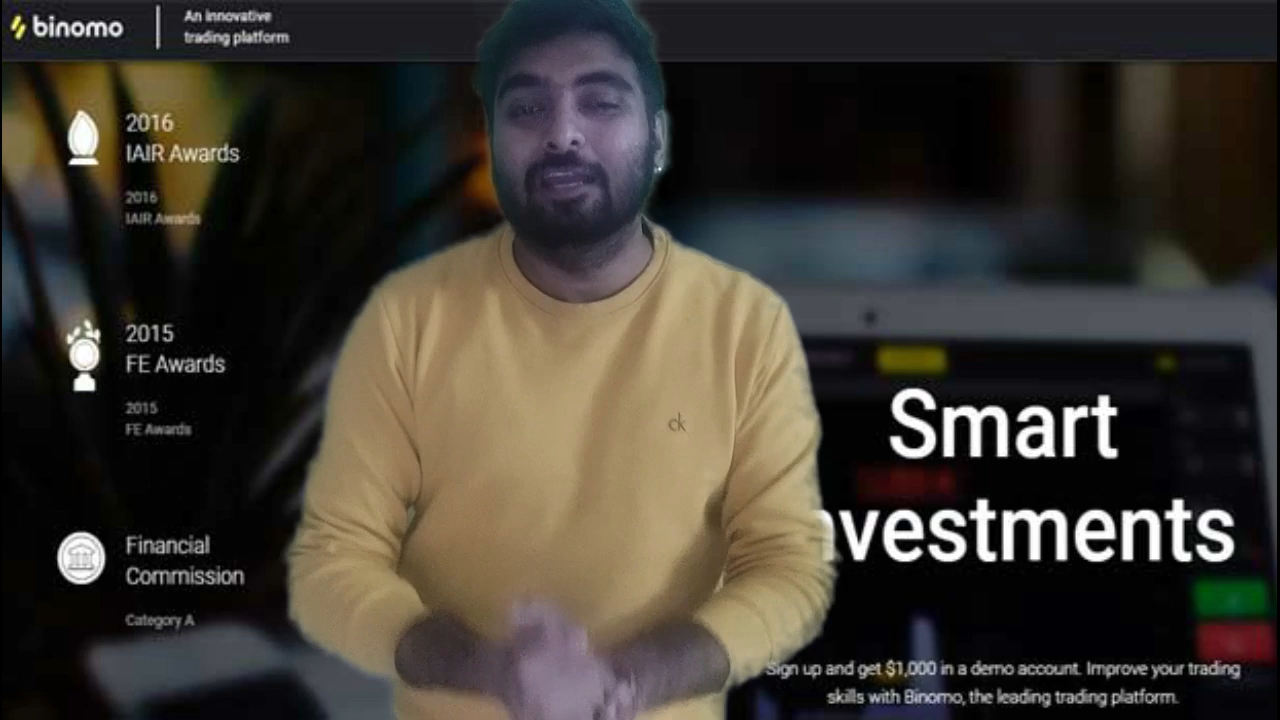 binomo
An innovative
trading platform
2016
IAIR Awards
2016
IAIR Awards
2015
FE Awards
2015
FE Awards
Financial
Commission
Category A
ck
Smart
nvestments
Sign up and get $1,000 in a demo account. Improve your trading
skills with Binomo, the leading trading platform.